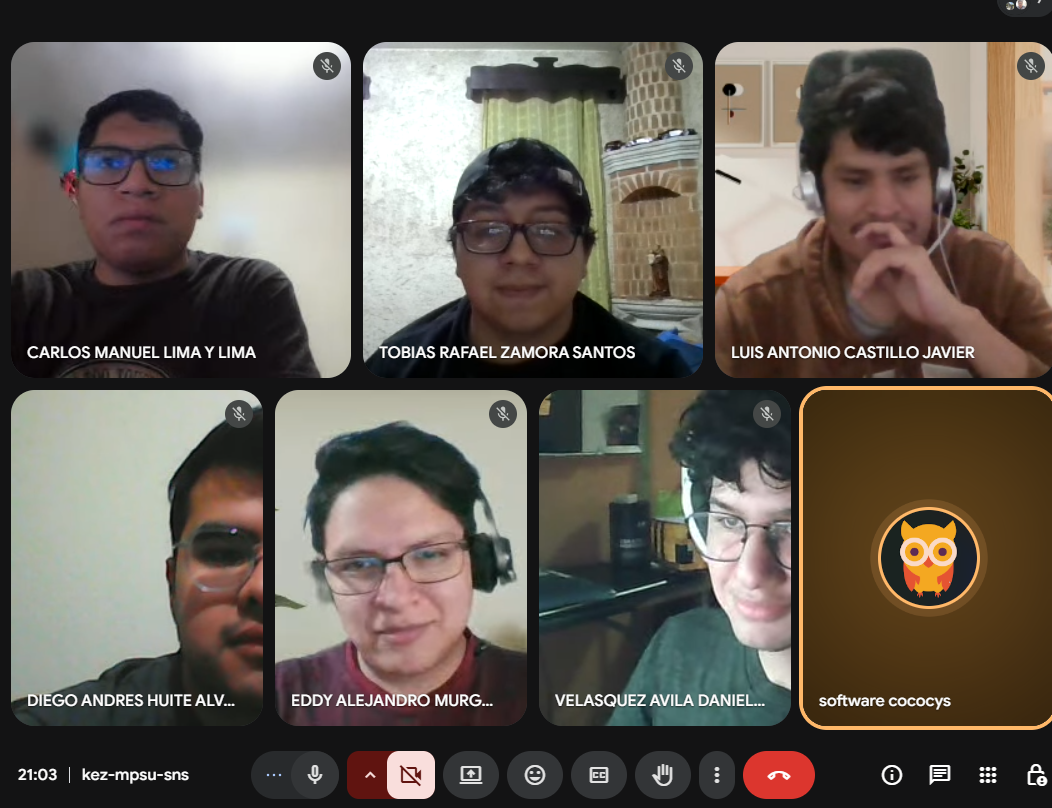 CARLOS MANUEL LIMA Y LIMA
TOBIAS RAFAEL ZAMORA SANTOS
LUIS ANTONIO CASTILLO JAVIER
DIEGO ANDRES HUITE ALV...
EDDY ALEJANDRO MURG...
VELASQUEZ AVILA DANIEL...
software cococys
21:03 | kez-mpsu-sns
CC